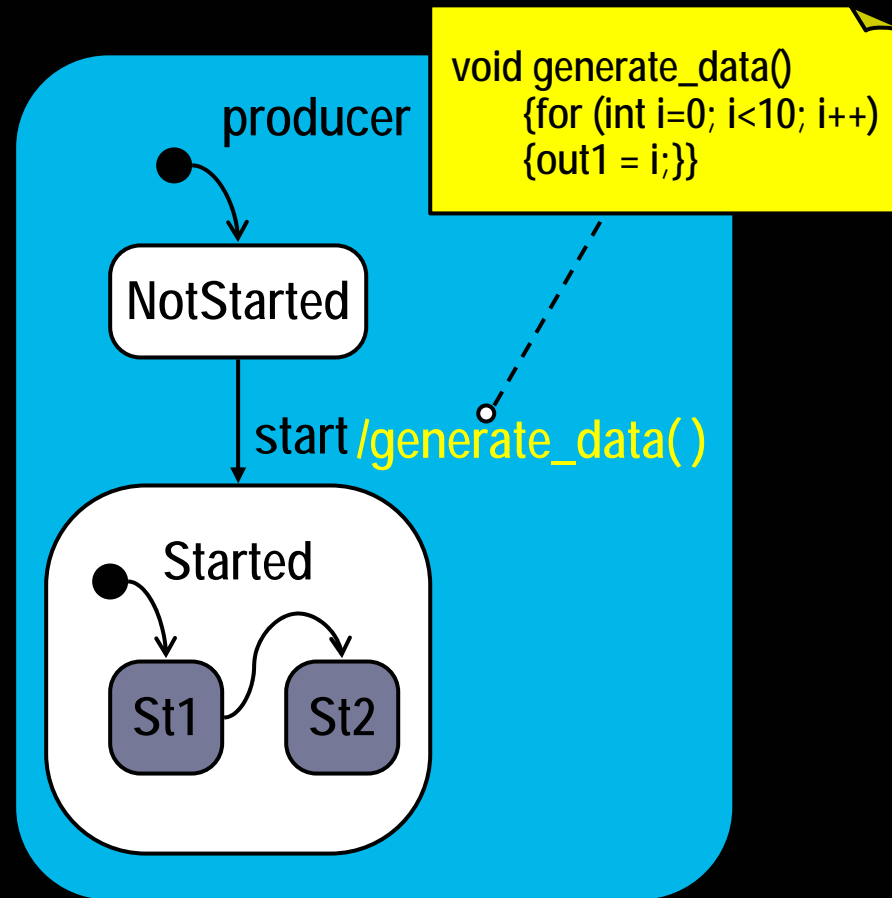 void generate_data()
{for (int i=0; i<10; i++)
{out1 = i;}}
producer
NotStarted
start /generate_data( )
Started
St1 St2